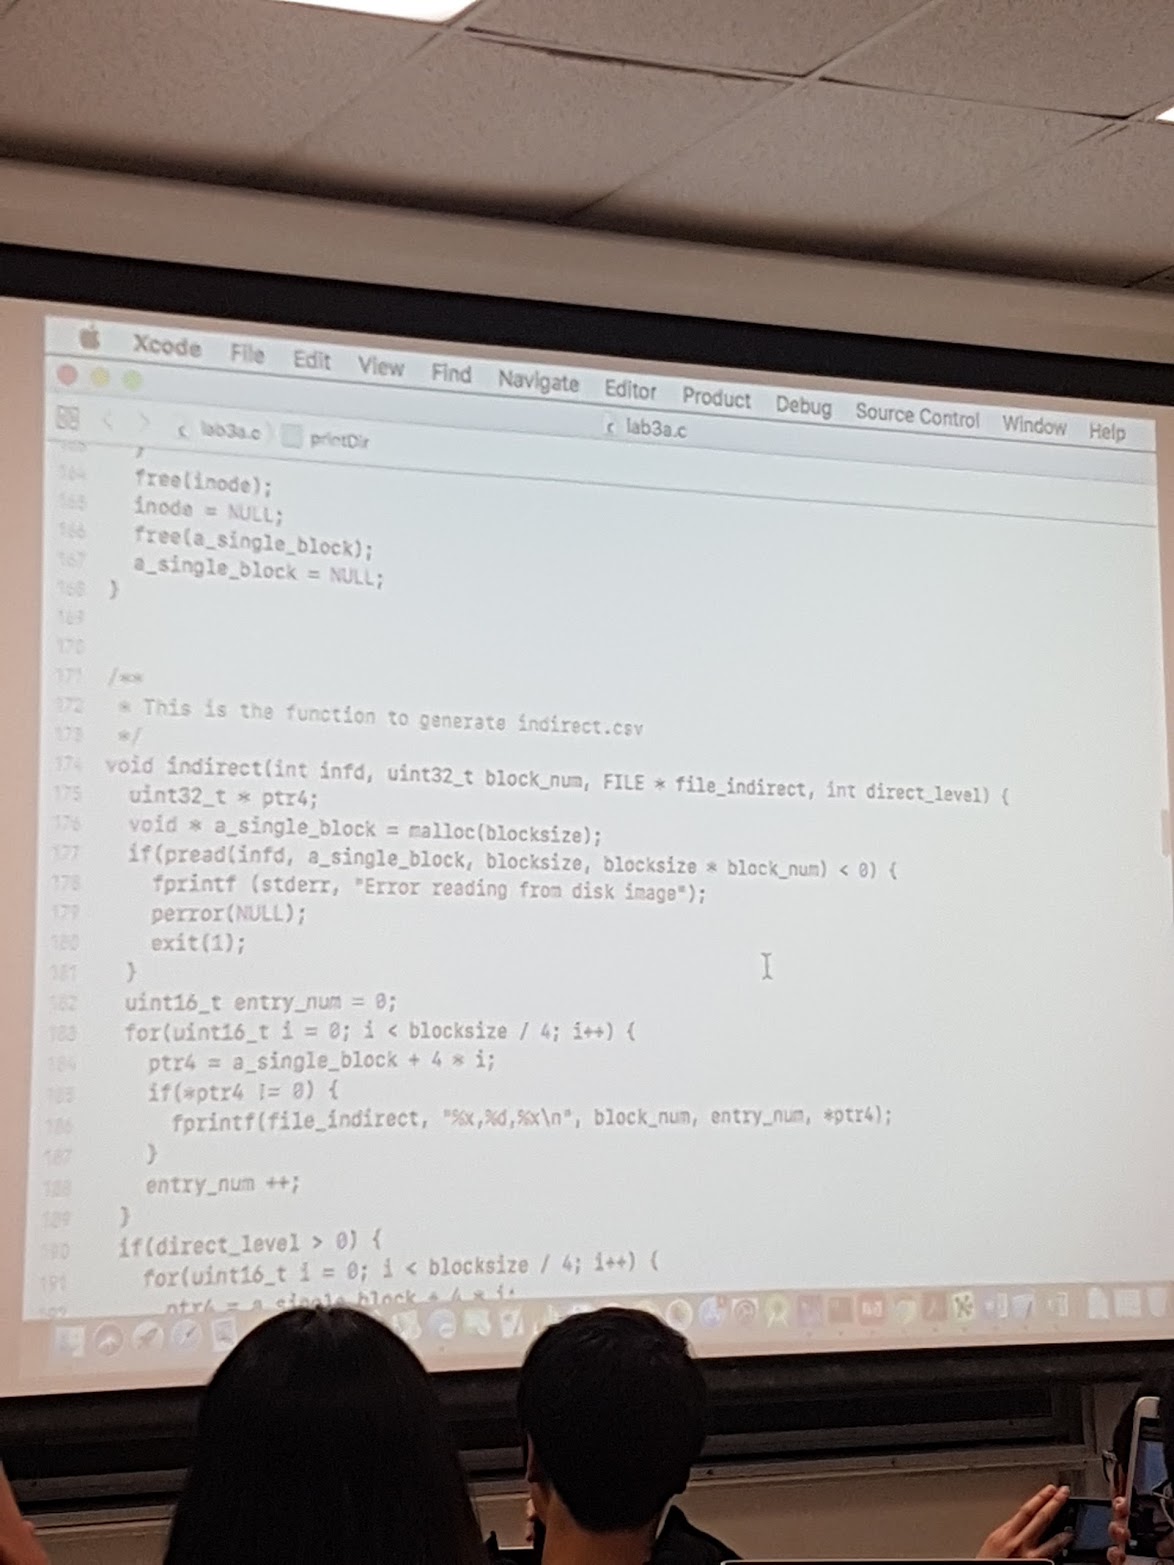 Xcode File Edit View Find Navigate Editor Product Debug Source Control Window Help
lab3a.c
lab3a.c printDir
164 free(inode);
165 inode = NULL;
166 free(a_single_block);
167 a_single_block = NULL;
168 }
169
170
171 /**
172 * This is the function to generate indirect.csv
173 */
174 void indirect(int infd, uint32_t block_num, FILE * file_indirect, int direct_level) {
175 uint32_t * ptr4;
176 void * a_single_block = malloc(blocksize);
177 if(pread(infd, a_single_block, blocksize, blocksize * block_num) < 0) {
178 fprintf (stderr, "Error reading from disk image");
179 perror(NULL);
180 exit(1);
181 }
182 uint16_t entry_num = 0;
183 for(uint16_t i = 0; i < blocksize / 4; i++) {
184 ptr4 = a_single_block + 4 * i;
185 if(*ptr4 != 0) {
186 fprintf(file_indirect, "%x,%d,%x\n", block_num, entry_num, *ptr4);
187 }
188 entry_num ++;
189 }
190 if(direct_level > 0) {
191 for(uint16_t i = 0; i < blocksize / 4; i++) {
192 ptr4 = a_single_block + 4 * i;